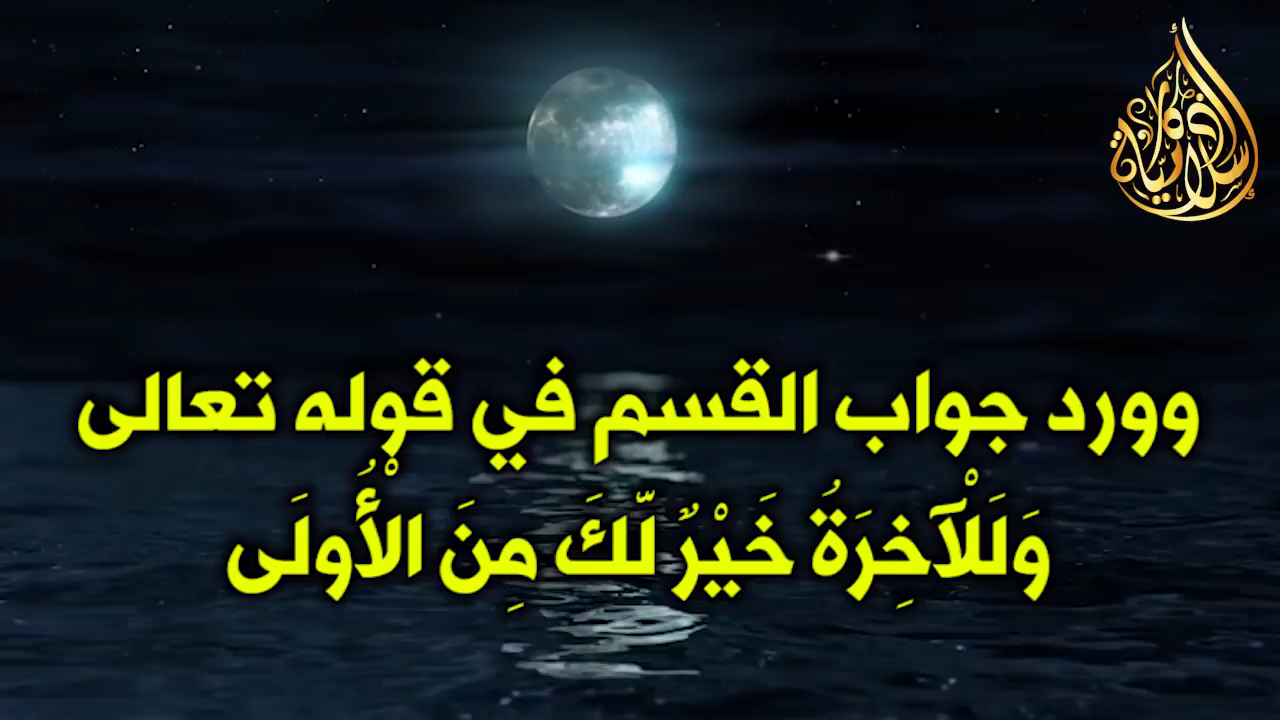 وورد جواب القسم في قوله تعالى
وَلَلْآخِرَةُ خَيْرٌ لَّكَ مِنَ الْأُولَى